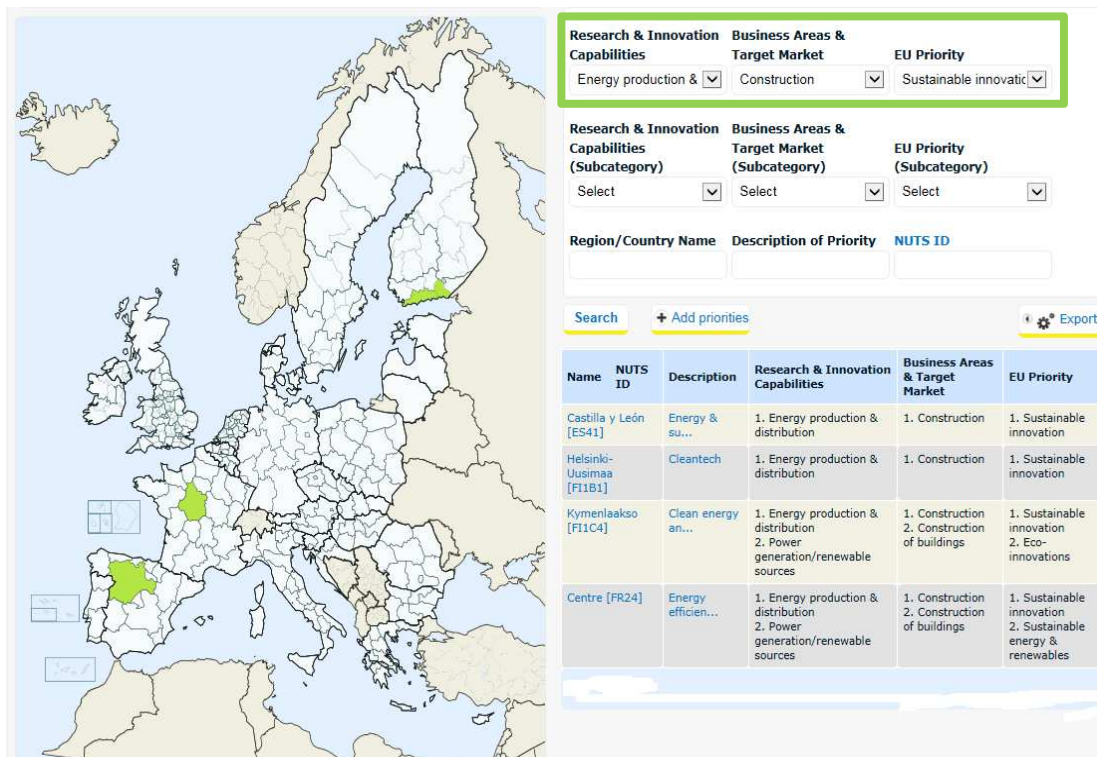 Research & Innovation Capabilities
Business Areas & Target Market
EU Priority
Energy production &
Construction
Sustainable innovatic
Research & Innovation Capabilities (Subcategory)
Business Areas & Target Market (Subcategory)
EU Priority (Subcategory)
Select
Select
Select
Region/Country Name
Description of Priority
NUTS ID
Search
+ Add priorities
Export
Name
NUTS ID
Description
Research & Innovation Capabilities
Business Areas & Target Market
EU Priority
Castilla y León [ES41]
Energy & su...
1. Energy production & distribution
1. Construction
1. Sustainable innovation
Helsinki-Uusimaa [FI1B1]
Cleantech
1. Energy production & distribution
1. Construction
1. Sustainable innovation
Kymenlaakso [FI1C4]
Clean energy an...
1. Energy production & distribution
2. Power generation/renewable sources
1. Construction
2. Construction of buildings
1. Sustainable innovation
2. Eco-innovations
Centre [FR24]
Energy efficien...
1. Energy production & distribution
2. Power generation/renewable sources
1. Construction
2. Construction of buildings
1. Sustainable innovation
2. Sustainable energy & renewables